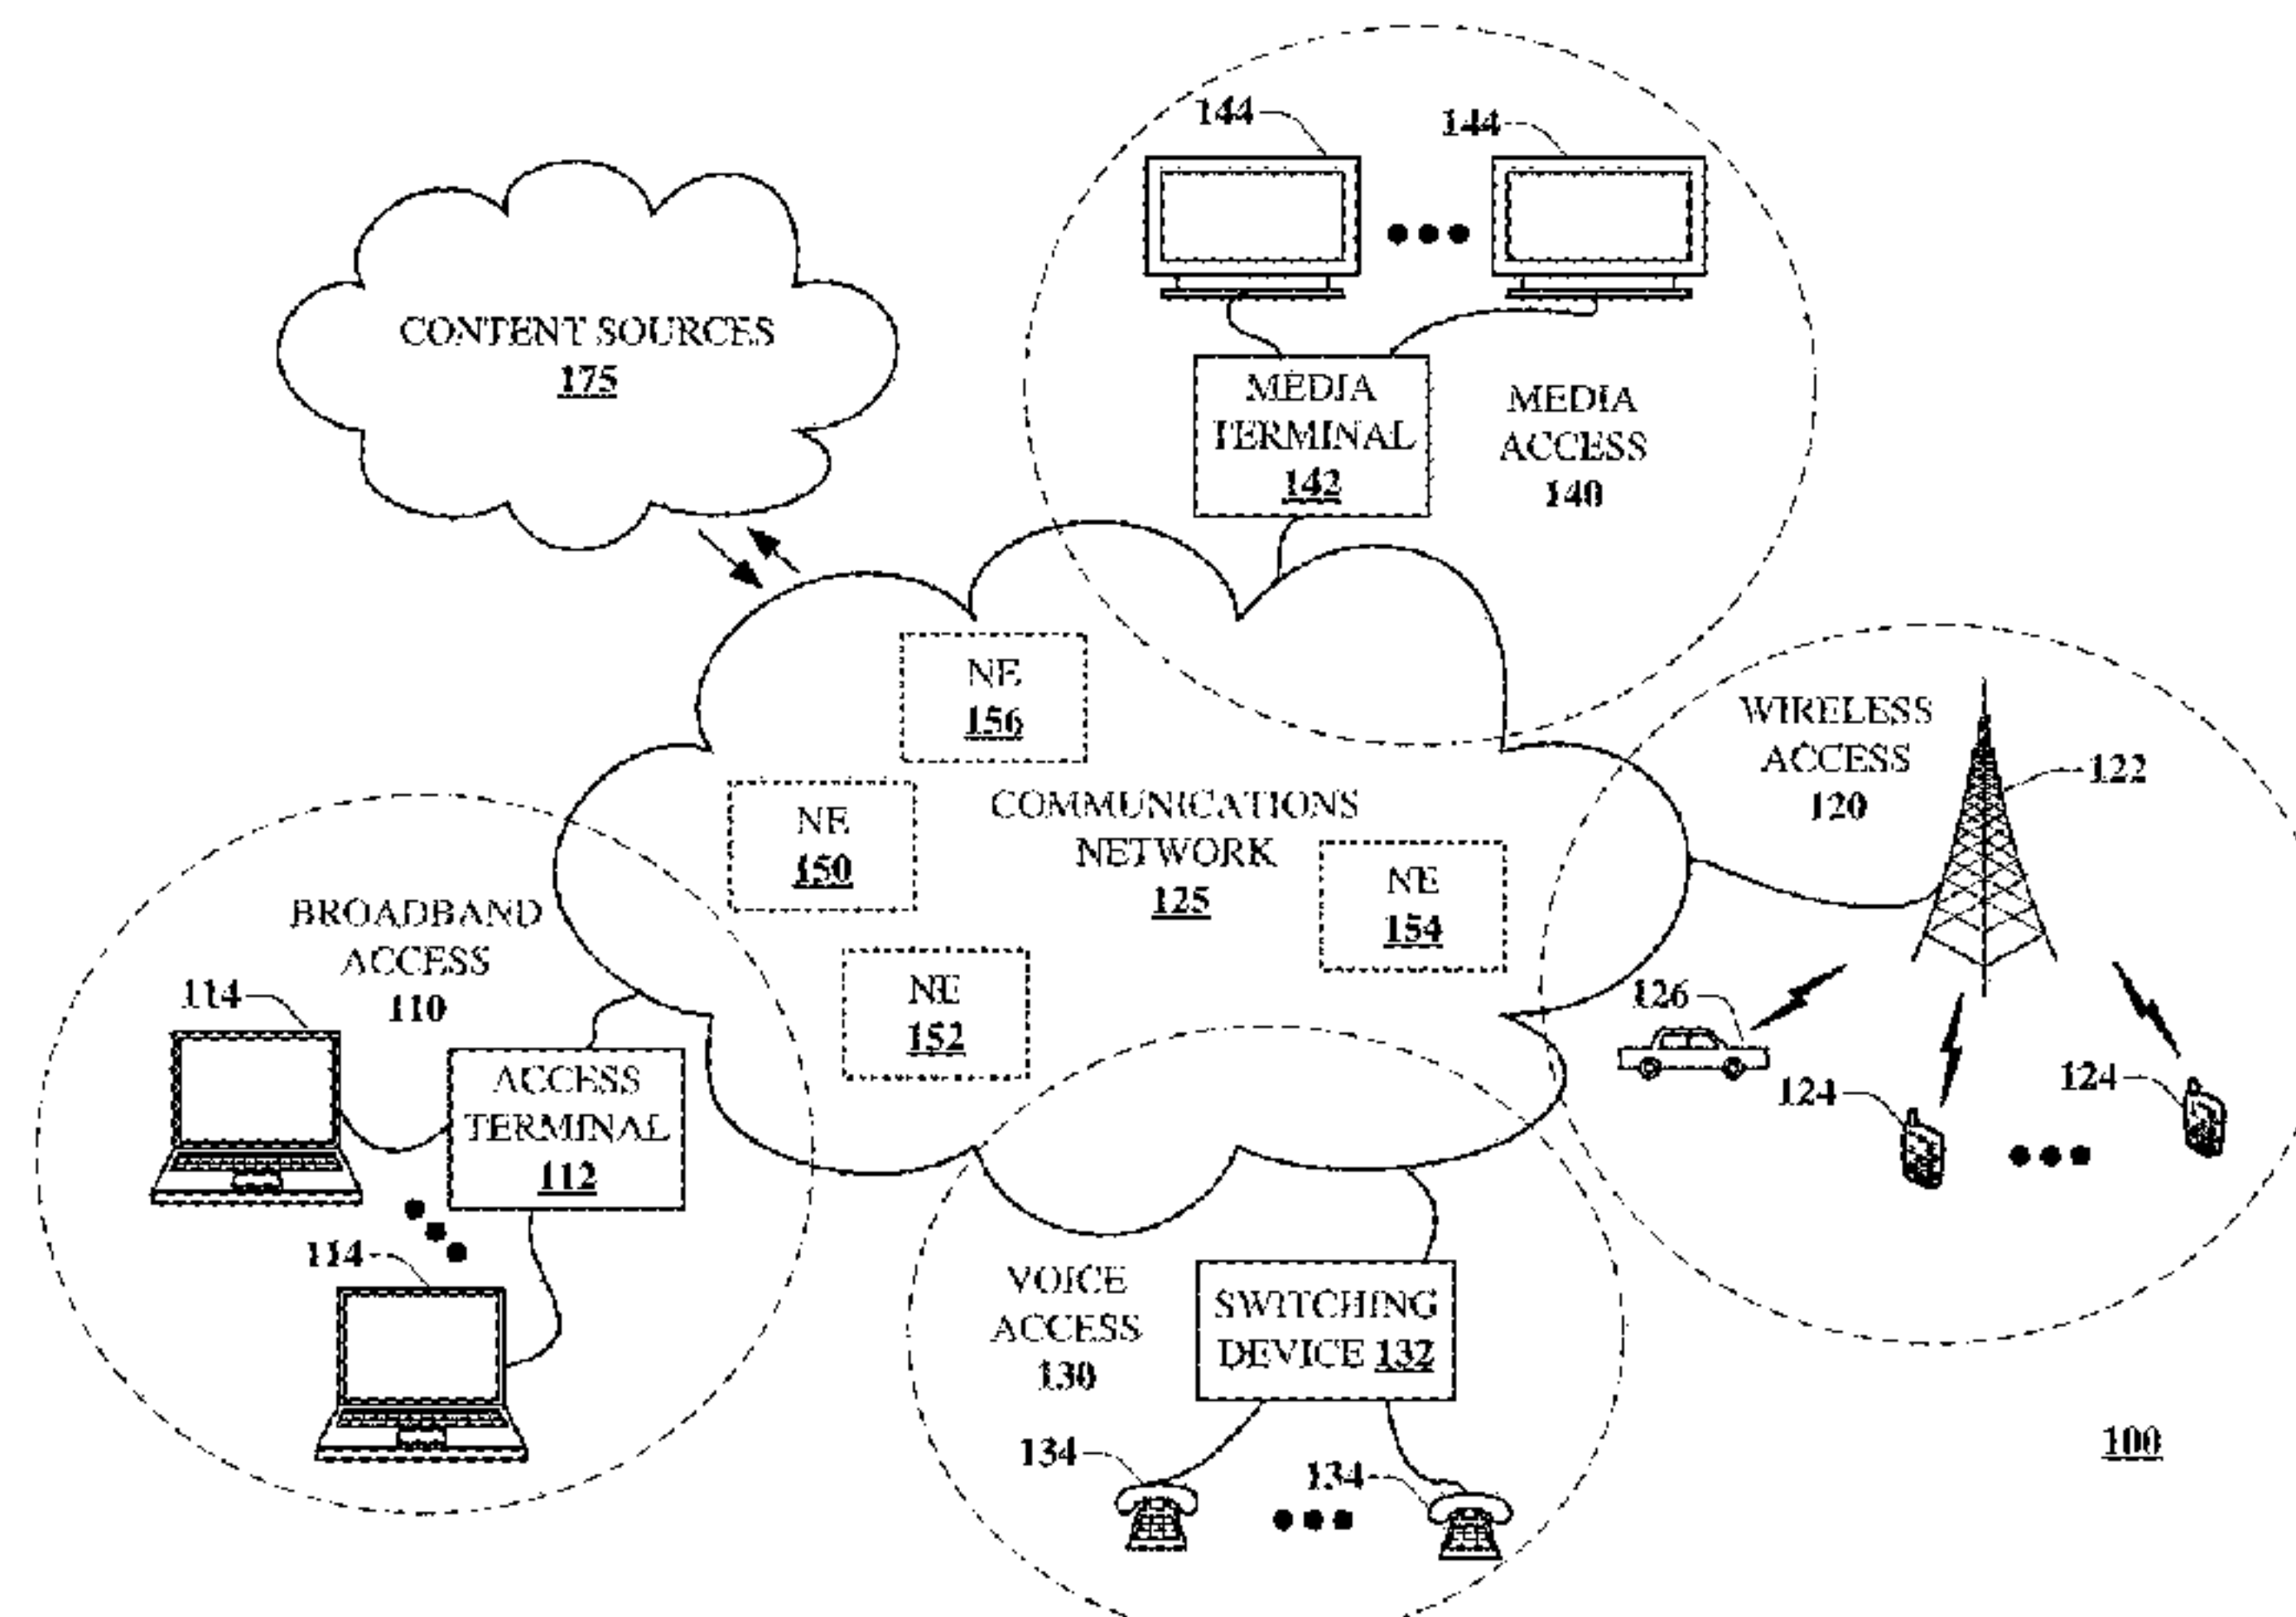 144
144
CONTENT SOURCES
175
MEDIA
TERMINAL
142
MEDIA
ACCESS
140
NE
156
WIRELESS
ACCESS
120
122
NE
150
COMMUNICATIONS
NETWORK
125
NE
154
BROADBAND
ACCESS
110
114
NE
152
126
124
124
ACCESS
TERMINAL
112
114
VOICE
ACCESS
130
SWITCHING
DEVICE 132
134
134
100